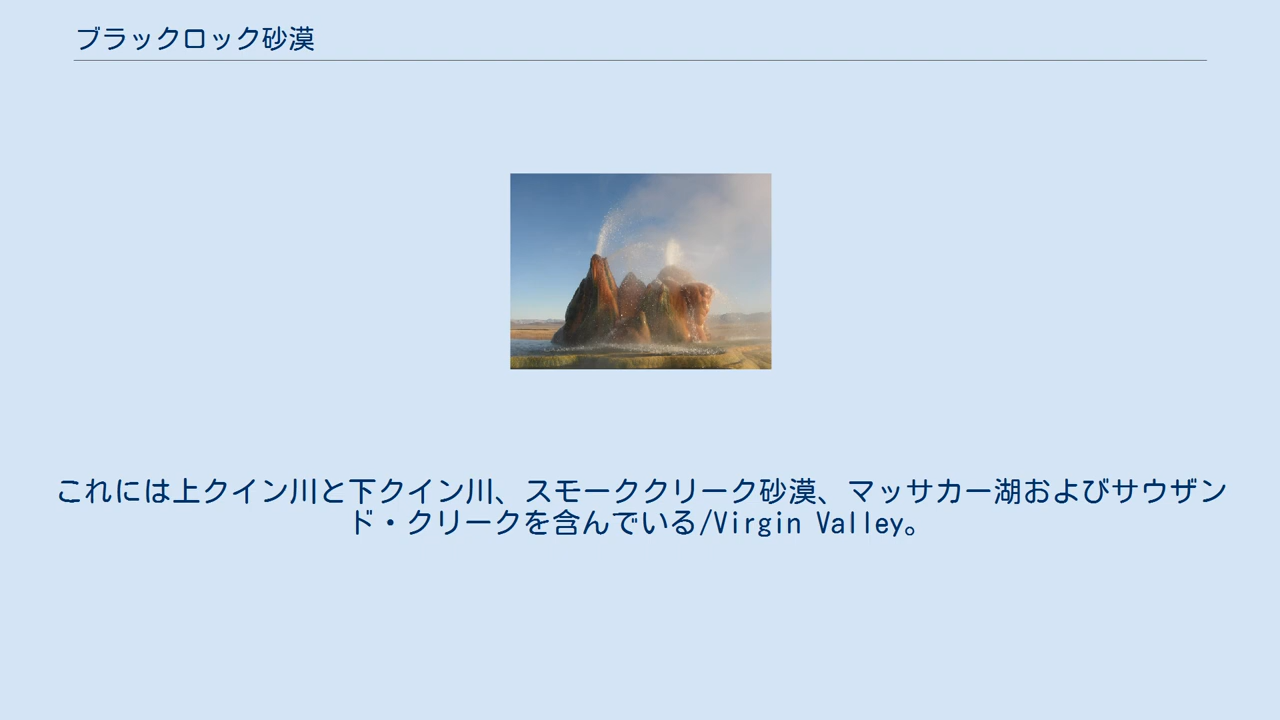 ブラックロック砂漠
これには上クイン川と下クイン川、スモーククリーク砂漠、マッサカー湖およびサウザン
ド・クリークを含んでいる/Virgin Valley。